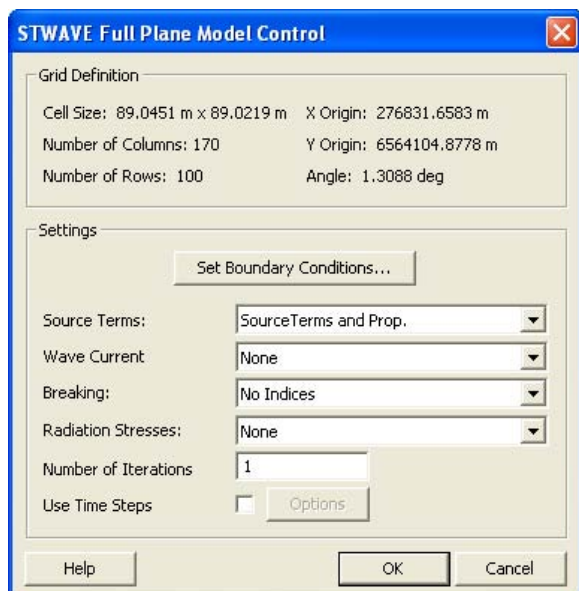 STWAVE Full Plane Model Control
Grid Definition
Cell Size: 89.0451 m x 89.0219 m X Origin: 276831.6583 m
Number of Columns: 170 Y Origin: 6564104.8778 m
Number of Rows: 100 Angle: 1.3088 deg
Settings
Set Boundary Conditions...
Source Terms: SourceTerms and Prop.
Wave Current None
Breaking: No Indices
Radiation Stresses: None
Number of Iterations 1
Use Time Steps Options
Help OK Cancel